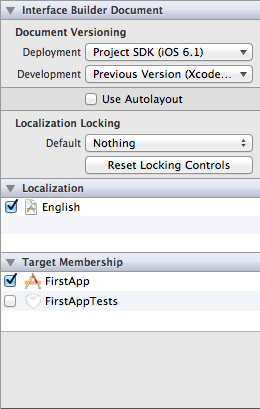 Interface Builder Document
Document Versioning
Deployment Project SDK (iOS 6.1)
Development Previous Version (Xcode...
Use Autolayout
Localization Locking
Default Nothing
Reset Locking Controls
Localization
English
Target Membership
FirstApp
FirstAppTests